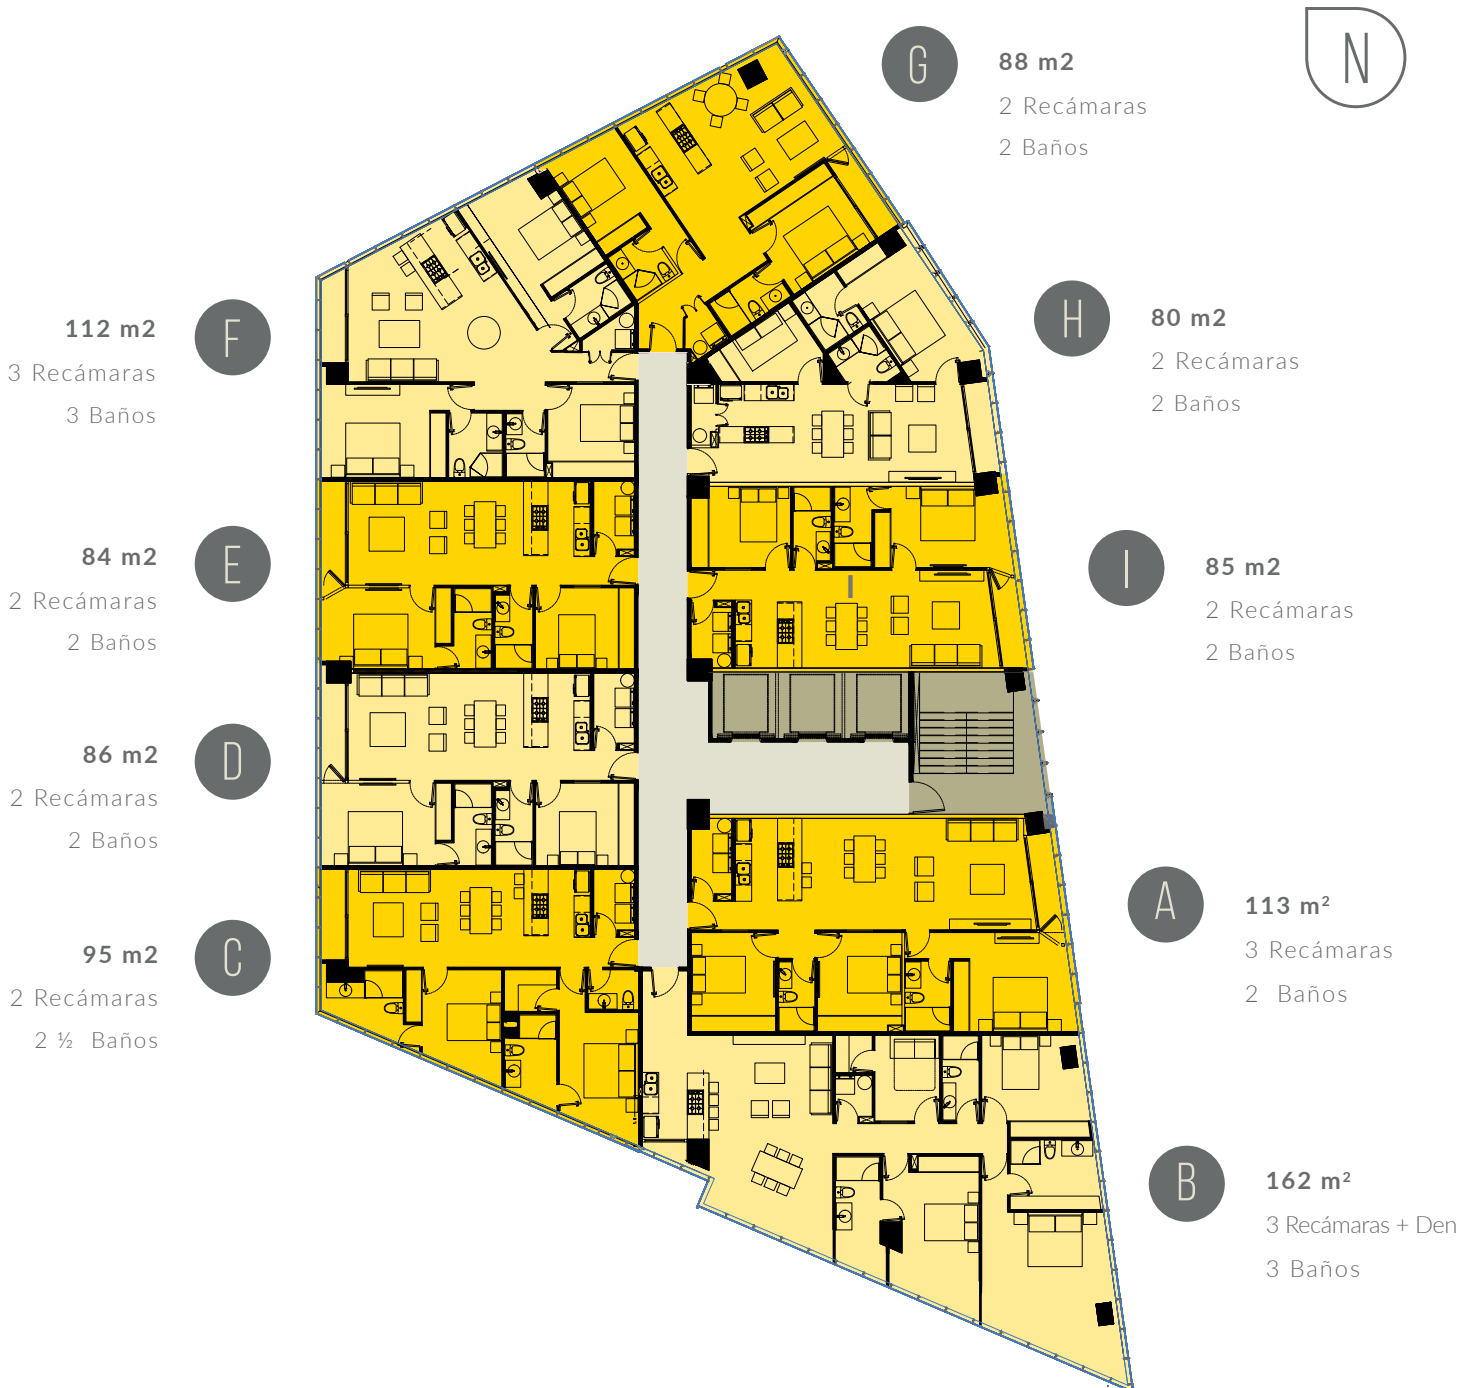 N
G
88 m2
2 Recámaras
2 Baños
F
112 m2
3 Recámaras
3 Baños
H
80 m2
2 Recámaras
2 Baños
E
84 m2
2 Recámaras
2 Baños
I
85 m2
2 Recámaras
2 Baños
D
86 m2
2 Recámaras
2 Baños
A
113 m²
3 Recámaras
2 Baños
C
95 m2
2 Recámaras
2 ½ Baños
B
162 m²
3 Recámaras + Den
3 Baños